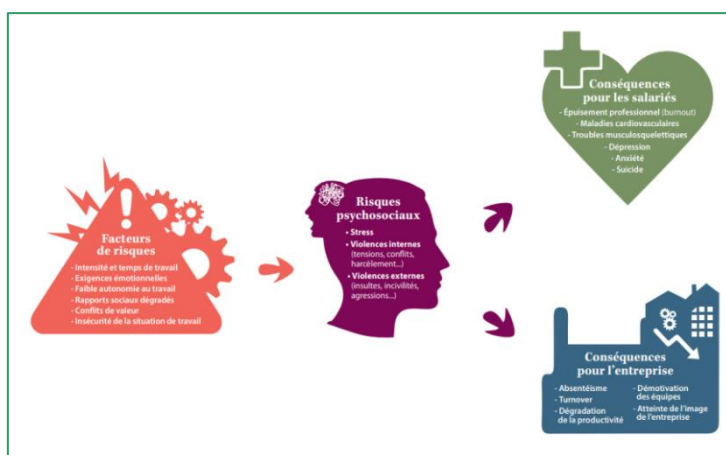 Facteurs
de risques
- Intensité et temps de travail
- Exigences émotionnelles
- Faible autonomie au travail
- Rapports sociaux dégradés
- Conflits de valeur
- Insécurité de la situation de travail
Risques
psychosociaux
• Stress
• Violences internes
(tensions, conflits,
harcèlement...)
• Violences externes
(insultes, incivilités,
agressions...)
Conséquences
pour les salariés
- Épuisement professionnel (burnout)
- Maladies cardiovasculaires
- Troubles musculosquelettiques
- Dépression
- Anxiété
- Suicide
Conséquences
pour l'entreprise
- Absentéisme
- Turnover
- Dégradation
de la productivité
- Démotivation
des équipes
- Atteinte de l'image
de l'entreprise